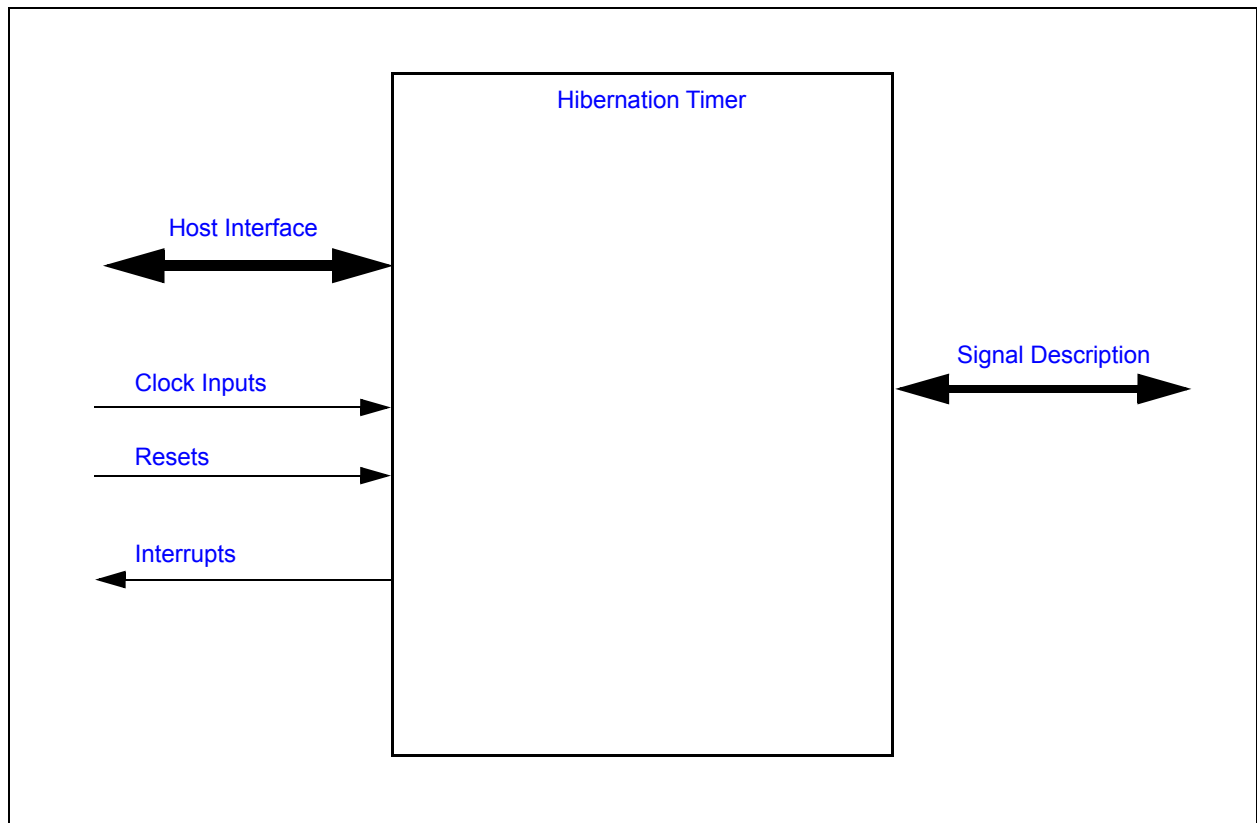 Hibernation Timer
Host Interface
Signal Description
Clock Inputs
Resets
Interrupts